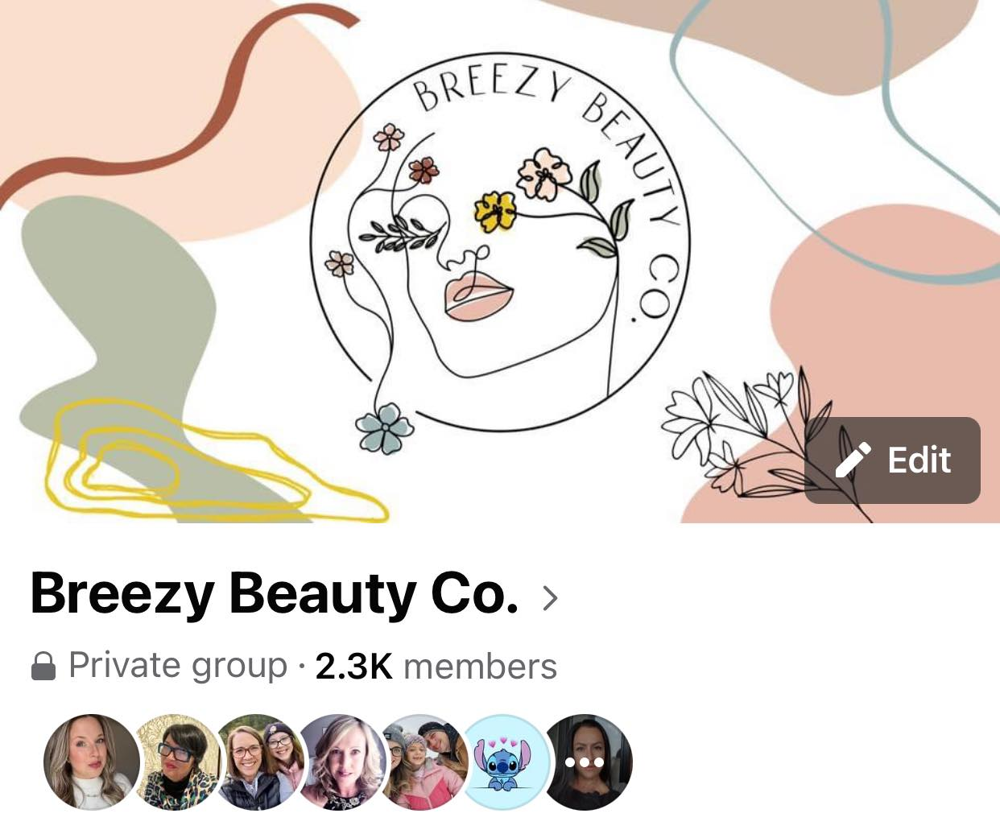 BREEZY BEAUTY CO.
Edit
Breezy Beauty Co.
Private group · 2.3K members